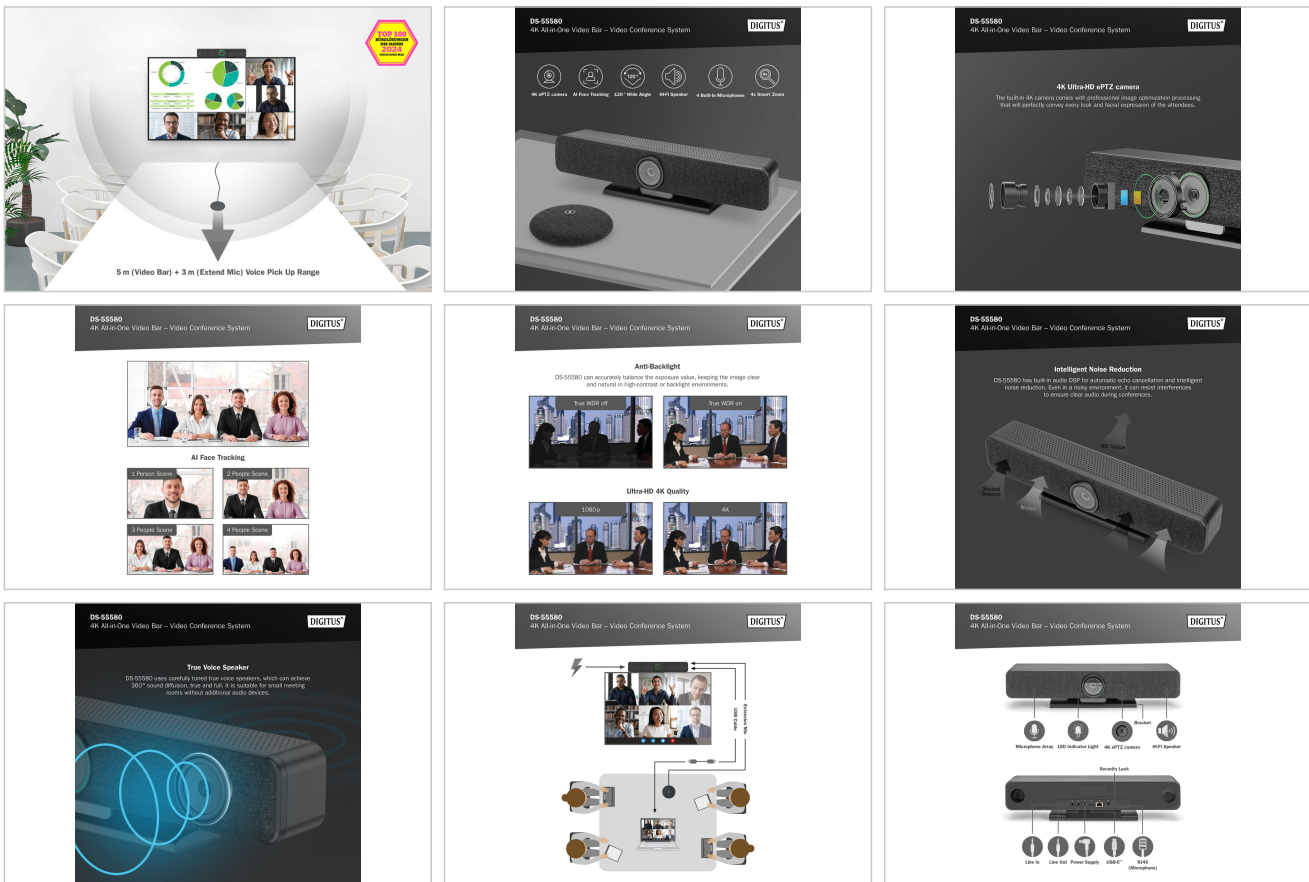 TOP 100
BÜROLÖSUNGEN
DES JAHRES
2024
5 m (Video Bar) + 3 m (Extend Mic) Voice Pick Up Range
DS-55580
4K All-in-One Video Bar – Video Conference System
DIGITUS®
120°
4K ePTZ camera
AI Face Tracking
120° Wide Angle
Hi-Fi Speaker
4 Built-In Microphones
4x Smart Zoom
DS-55580
4K All-in-One Video Bar – Video Conference System
DIGITUS®
4K Ultra-HD ePTZ camera
The built-in 4K camera comes with professional image optimization processing
that will perfectly convey every look and facial expression of the attendees.
DS-55580
4K All-in-One Video Bar – Video Conference System
DIGITUS®
AI Face Tracking
1 Person Scene
2 People Scene
3 People Scene
4 People Scene
DS-55580
4K All-in-One Video Bar – Video Conference System
DIGITUS®
Anti-Backlight
DS-55580 can accurately balance the exposure value, keeping the image clear
and natural in high-contrast or backlight environments.
True WDR off
True WDR on
Ultra-HD 4K Quality
1080p
4K
DS-55580
4K All-in-One Video Bar – Video Conference System
DIGITUS®
Intelligent Noise Reduction
DS-55580 has built-in audio DSP for automatic echo cancellation and intelligent
noise reduction. Even in a noisy environment, it can resist interferences
to ensure clear audio during conferences.
HD Voice
Sound
Source
Noise
DS-55580
4K All-in-One Video Bar – Video Conference System
DIGITUS®
True Voice Speaker
DS-55580 uses carefully tuned true voice speakers, which can achieve
360° sound diffusion, true and full. It is suitable for small meeting
rooms without additional audio devices.
DS-55580
4K All-in-One Video Bar – Video Conference System
DIGITUS®
USB Cable
Extensive Mic
DS-55580
4K All-in-One Video Bar – Video Conference System
DIGITUS®
Bracket
Microphone Array
LED Indicator Light
4K ePTZ camera
Hi-Fi Speaker
Security Lock
Line In
Line Out
Power Supply
USB-C™
RJ45
(Microphone)